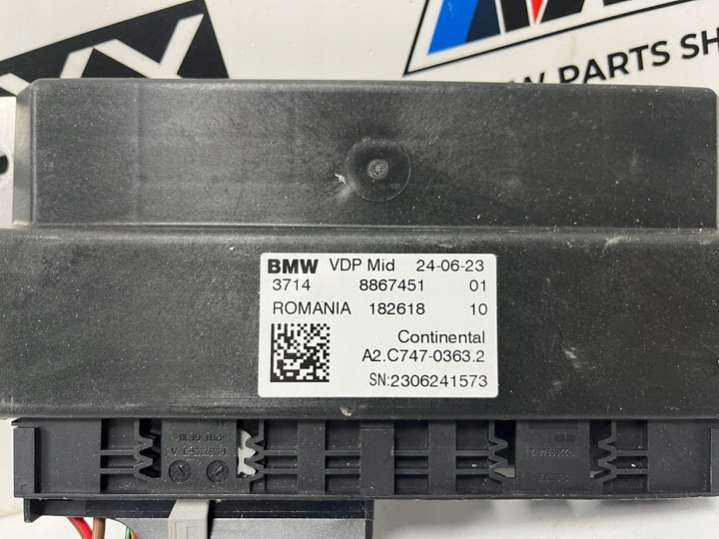 W PARTS SH
BMW VDP Mid 24-06-23
3714 8867451 01
ROMANIA 182618 10
Continental
A2.C747-0363.2
SN:2306241573